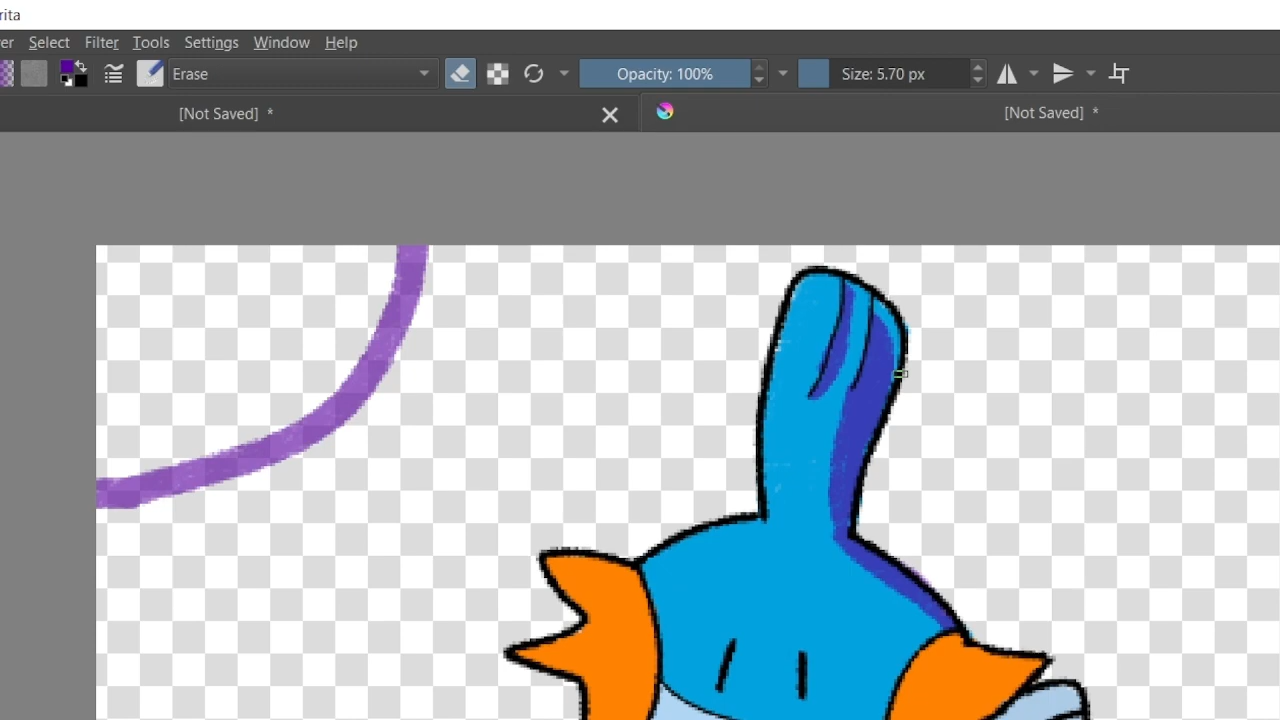 rita
er Select Filter Tools Settings Window Help
Erase Opacity: 100% Size: 5.70 px
[Not Saved] * [Not Saved] *